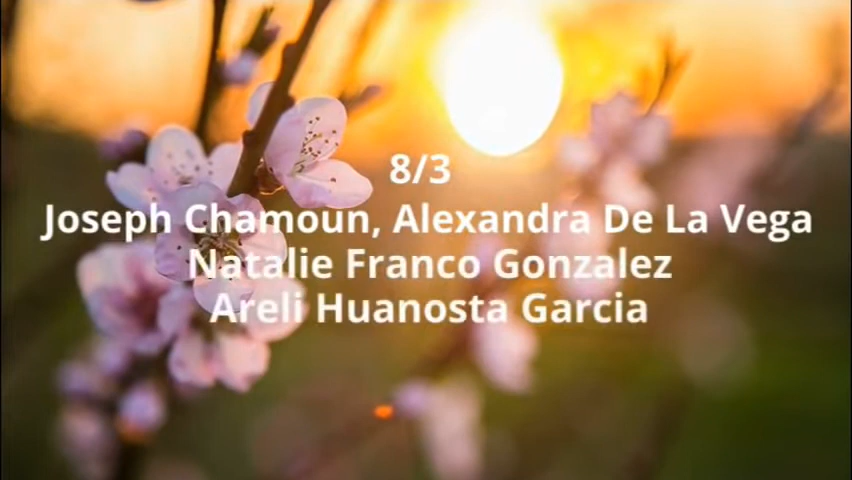 8/3
Joseph Chamoun, Alexandra De La Vega
Natalie Franco Gonzalez
Areli Huanosta Garcia